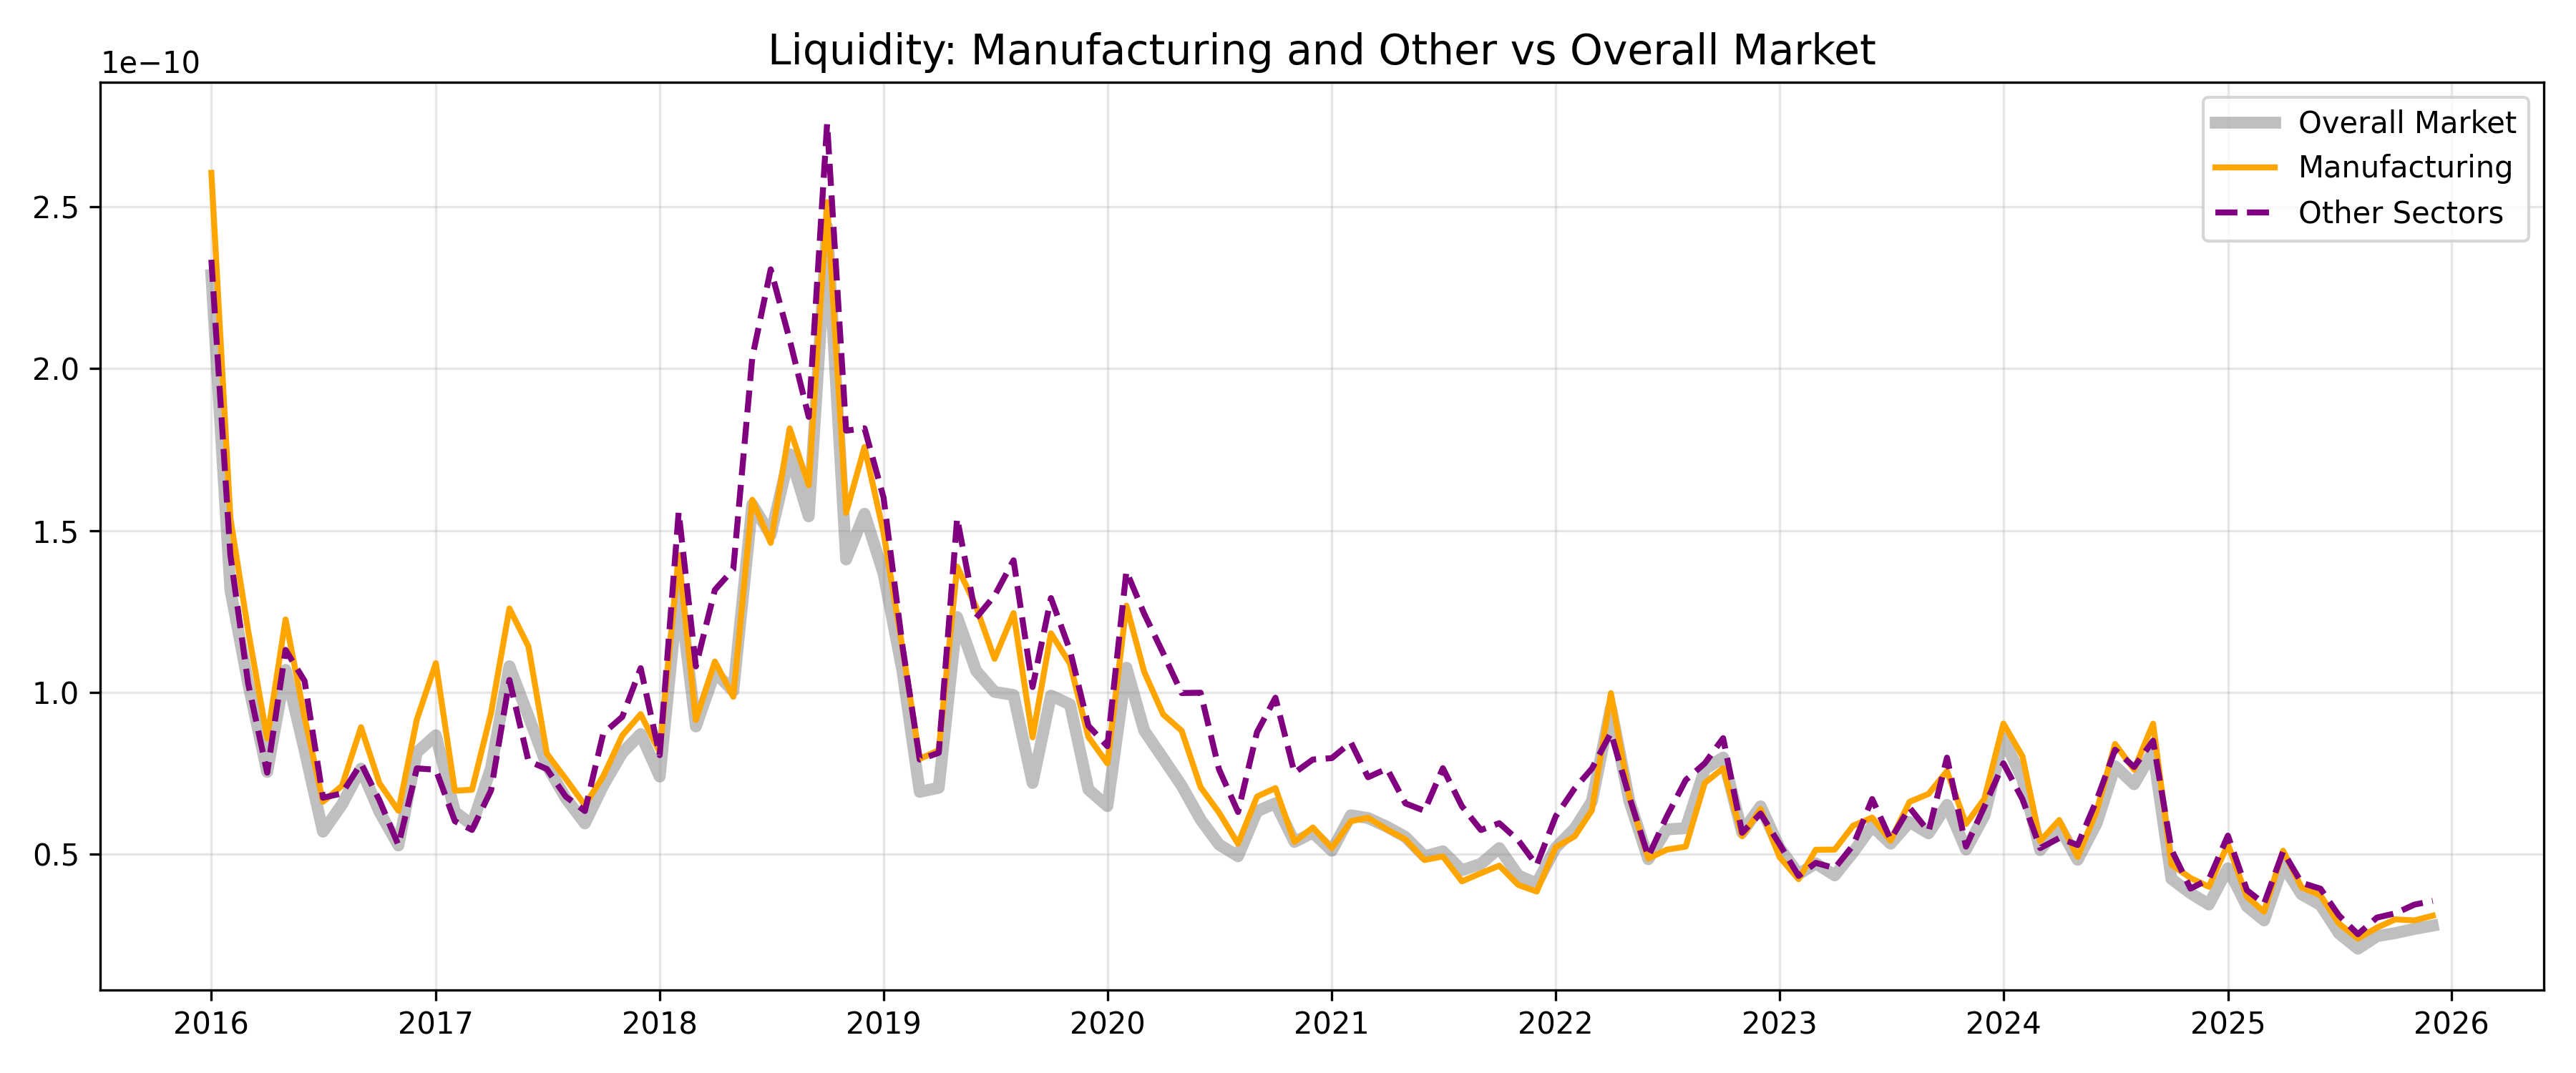 Liquidity: Manufacturing and Other vs Overall Market
1e−10
Overall Market
Manufacturing
Other Sectors
2.5
2.0
1.5
1.0
0.5
2016 2017 2018 2019 2020 2021 2022 2023 2024 2025 2026